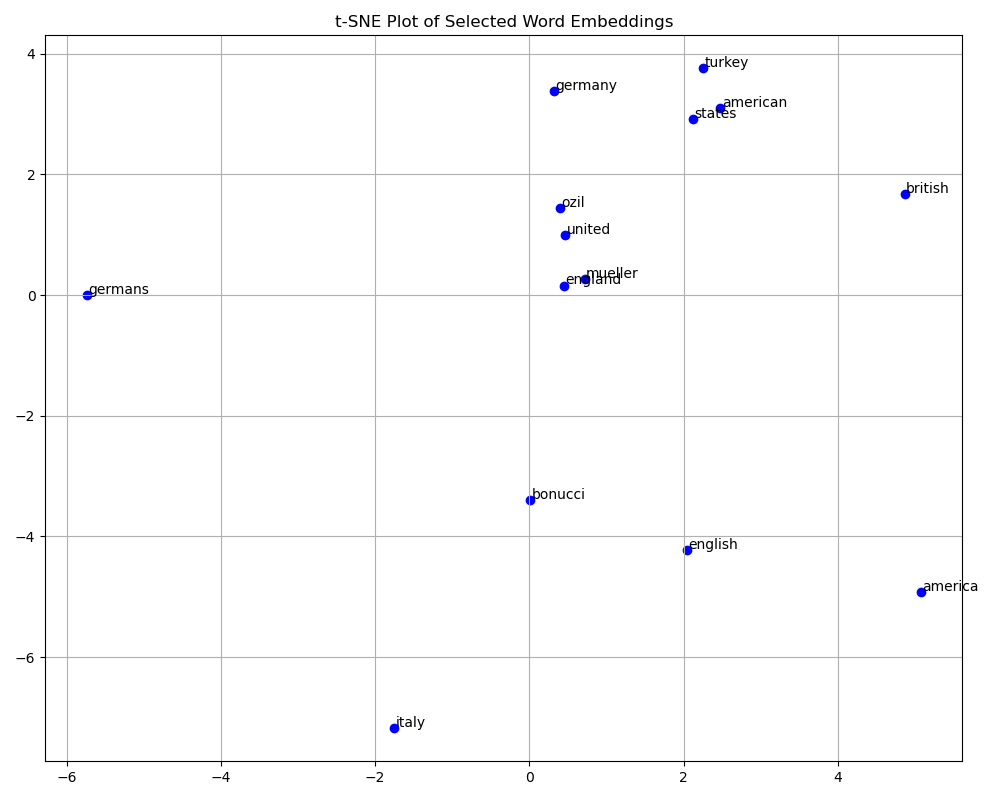 t-SNE Plot of Selected Word Embeddings
4
turkey
germany
american
states
2
british
ozil
united
mueller
england
germans
0
−2
bonucci
−4
english
america
−6
italy
−6
−4
−2
0
2
4